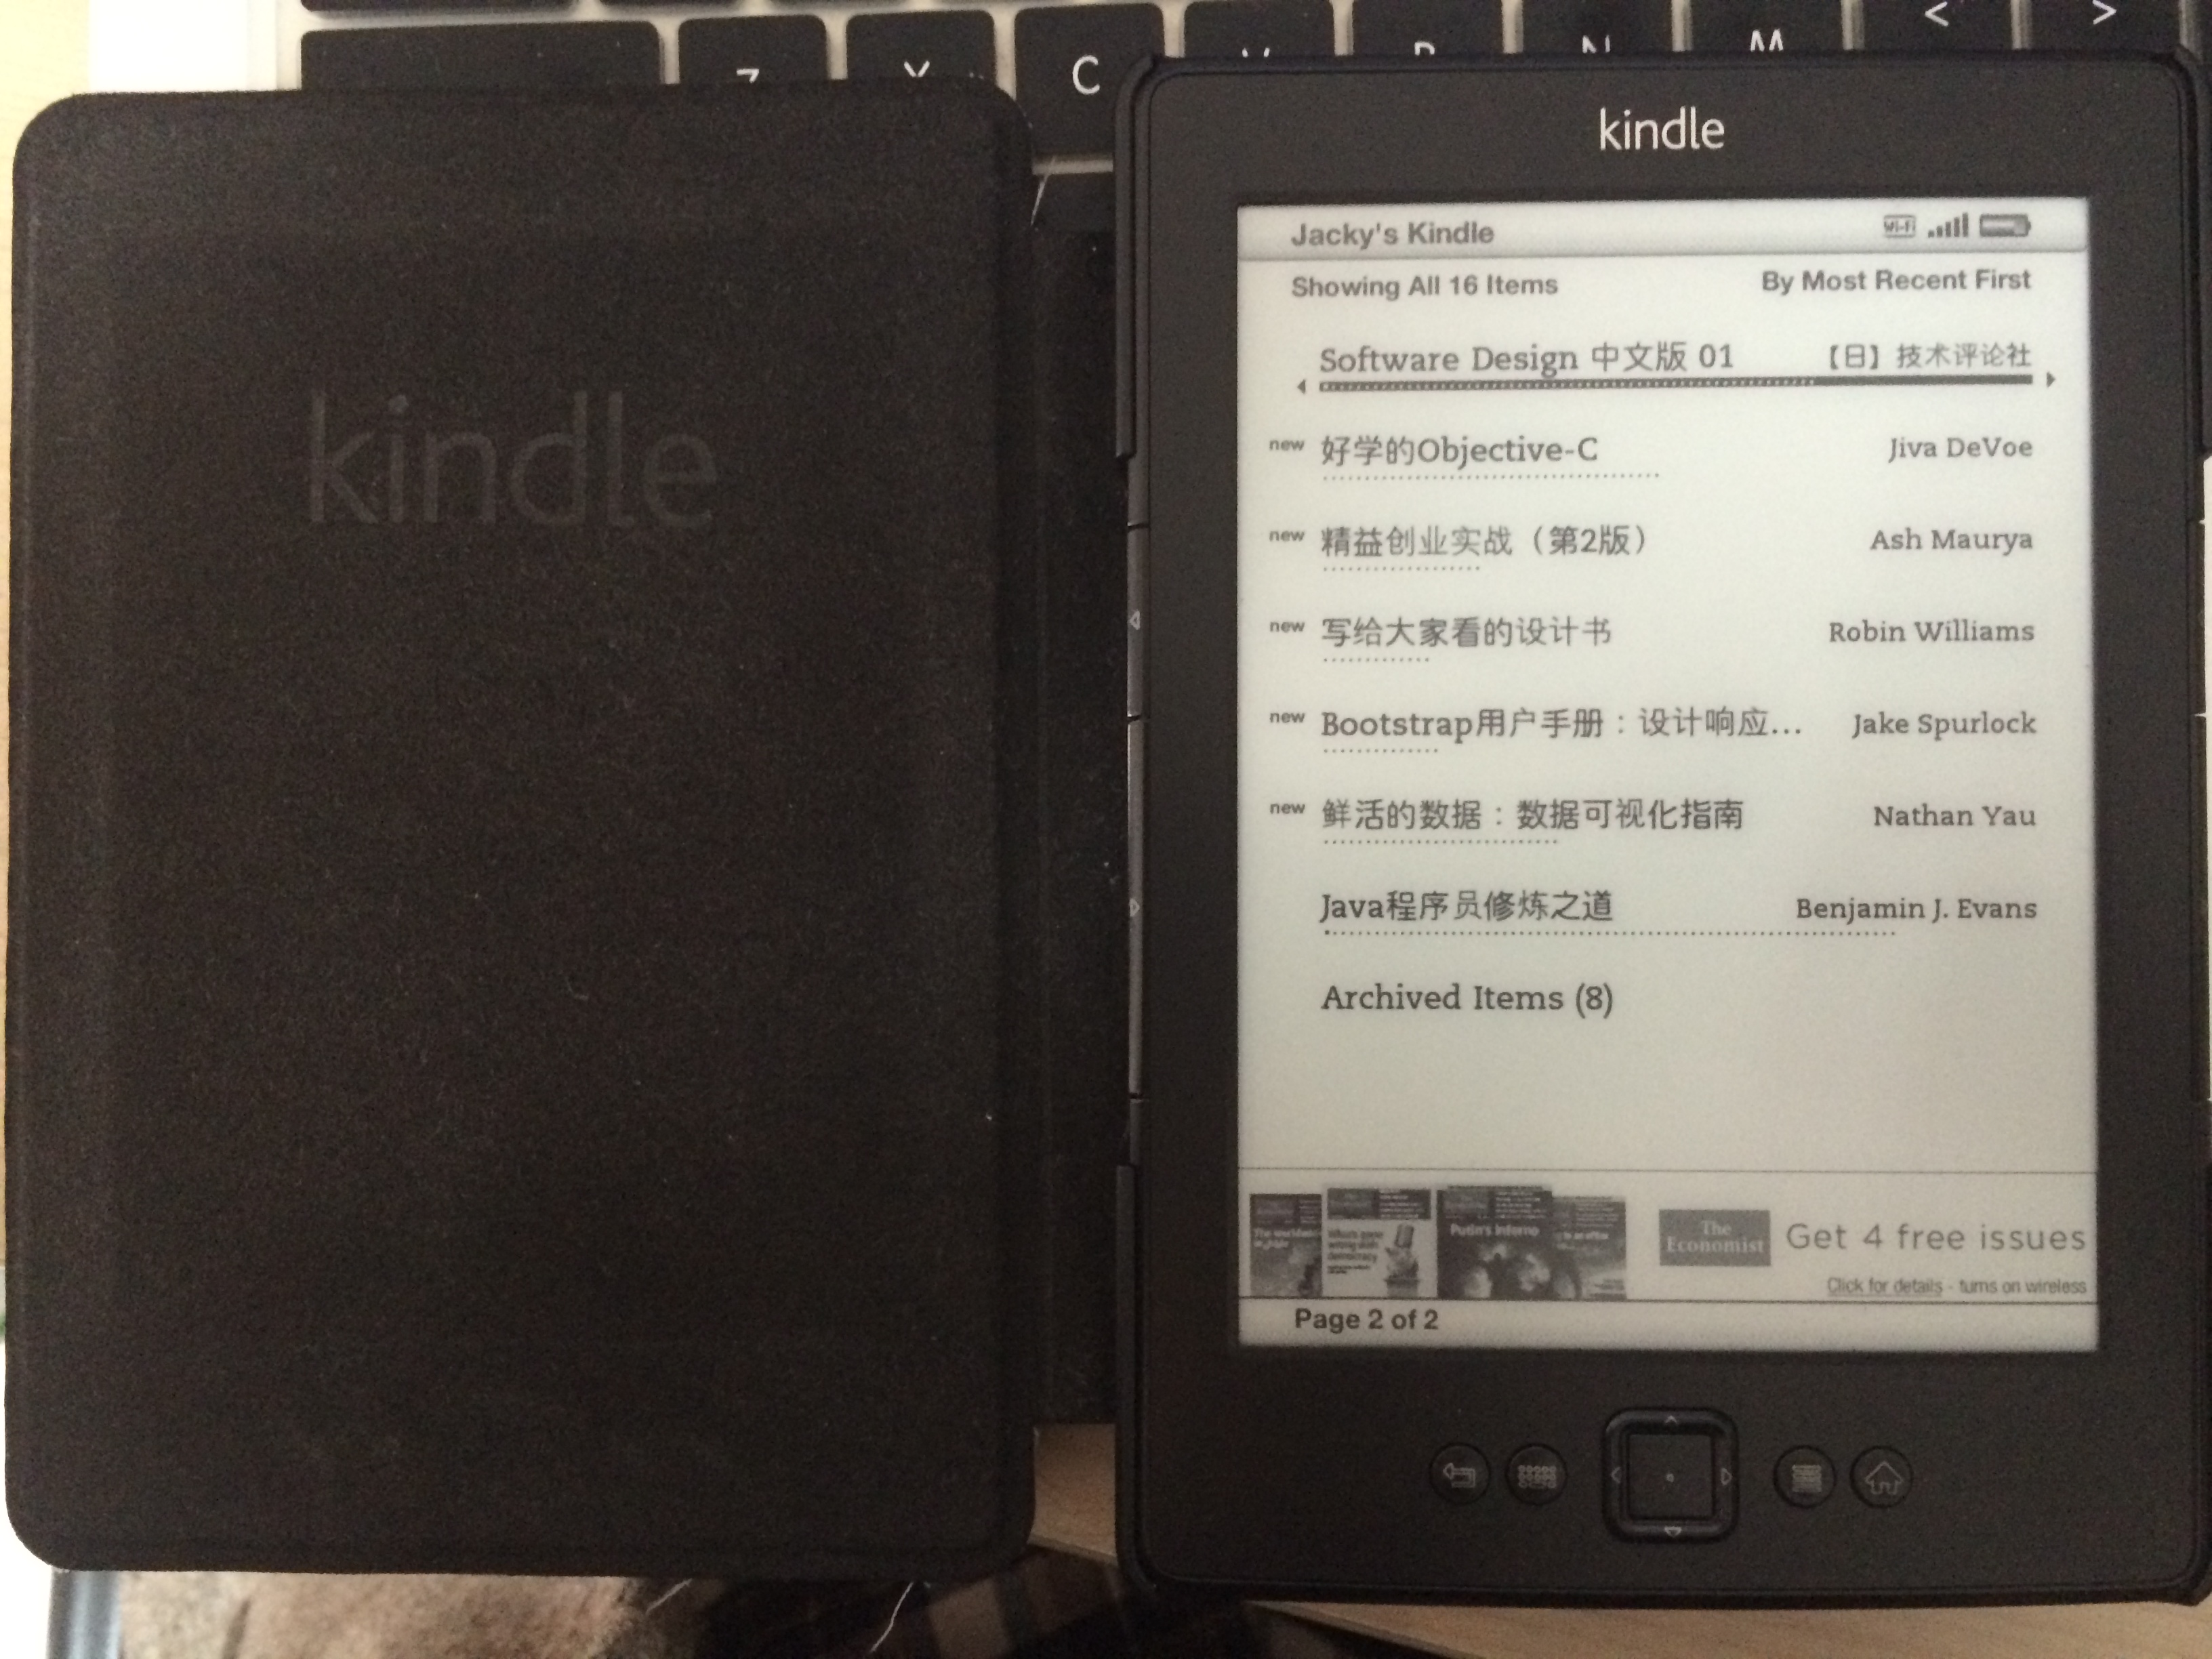 kindle
kindle
Jacky's Kindle
Wi-Fi
Showing All 16 Items By Most Recent First
Software Design 中文版 01 【日】技术评论社
new 好学的Objective-C Jiva DeVoe
new 精益创业实战（第2版） Ash Maurya
new 写给大家看的设计书 Robin Williams
new Bootstrap用户手册：设计响应... Jake Spurlock
new 鲜活的数据：数据可视化指南 Nathan Yau
Java程序员修炼之道 Benjamin J. Evans
Archived Items (8)
Putin's Inferno
The Economist
Get 4 free issues
Click for details - turns on wireless
Page 2 of 2
C
<
>